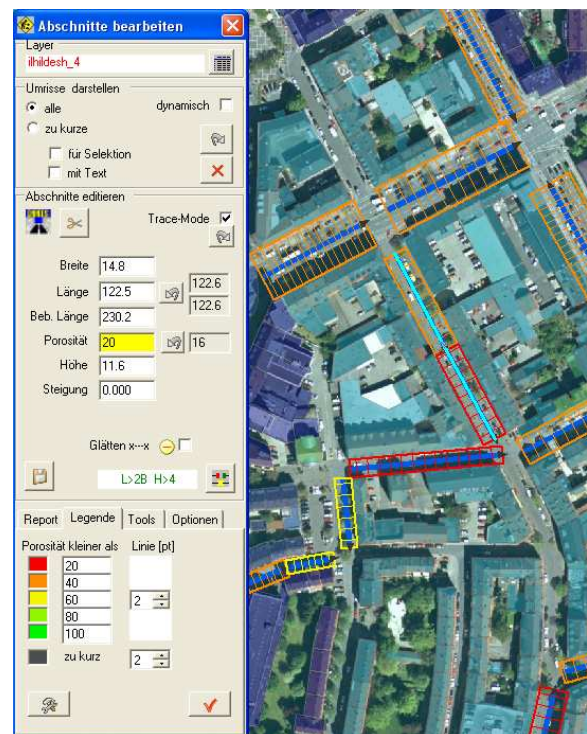 Abschnitte bearbeiten
Layer
ilhildesh_4
Umrisse darstellen
alle
dynamisch
zu kurze
für Selektion
mit Text
Abschnitte editieren
Trace-Mode
Breite 14.8
Länge 122.5 122.6
122.6
Beb. Länge 230.2
Porosität 20 16
Höhe 11.6
Steigung 0.000
Glätten x---x
L>2B H>4
Report Legende Tools Optionen
Porosität kleiner als Linie [pt]
20
40
60 2
80
100
zu kurz 2